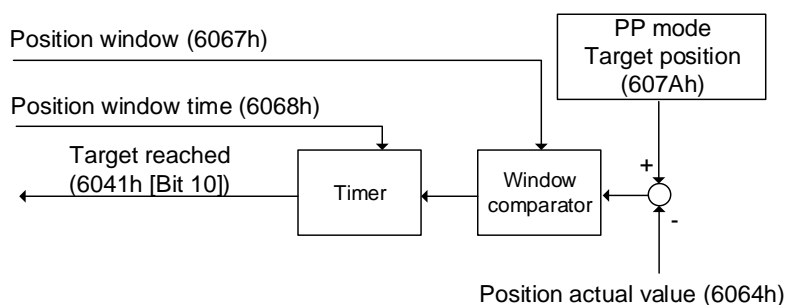 Position window (6067h)
PP mode
Target position
(607Ah)
Position window time (6068h)
Target reached
(6041h [Bit 10])
Timer
Window
comparator
+
-
Position actual value (6064h)